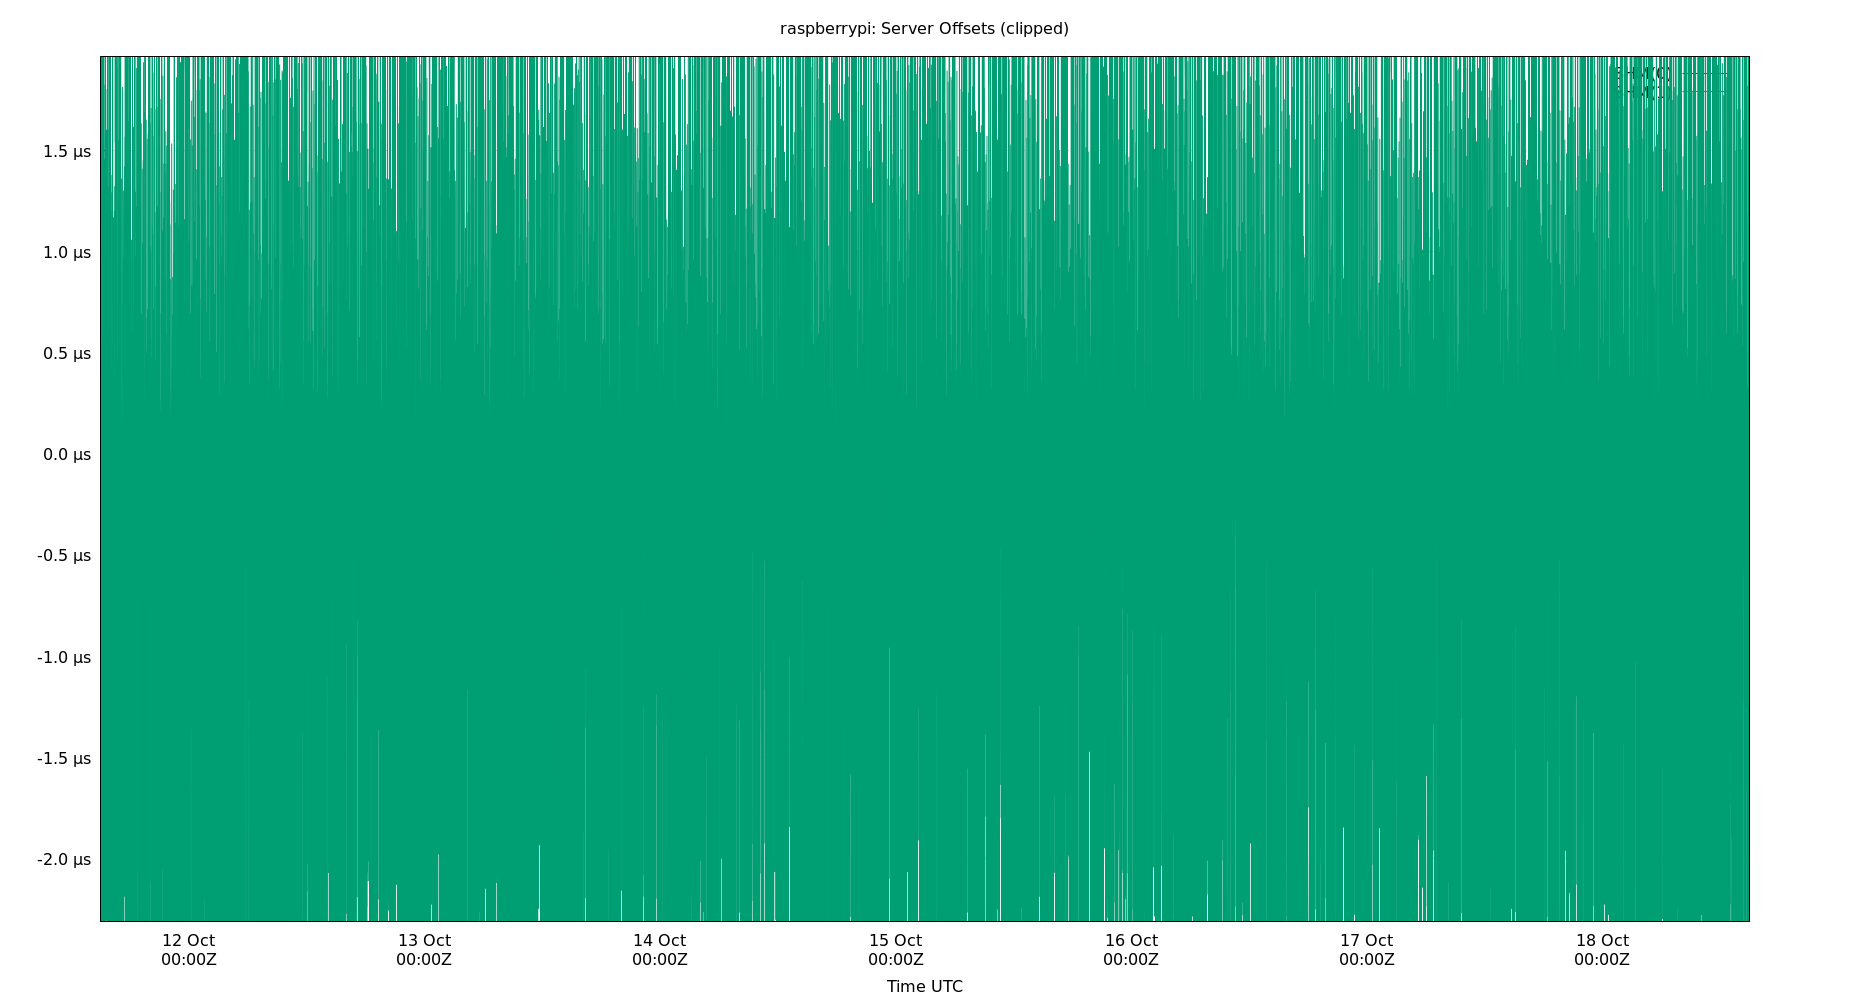 raspberrypi: Server Offsets (clipped)
1.5 µs
1.0 µs
0.5 µs
0.0 µs
-0.5 µs
-1.0 µs
-1.5 µs
-2.0 µs
12 Oct
00:00Z
13 Oct
00:00Z
14 Oct
00:00Z
15 Oct
00:00Z
16 Oct
00:00Z
17 Oct
00:00Z
18 Oct
00:00Z
Time UTC